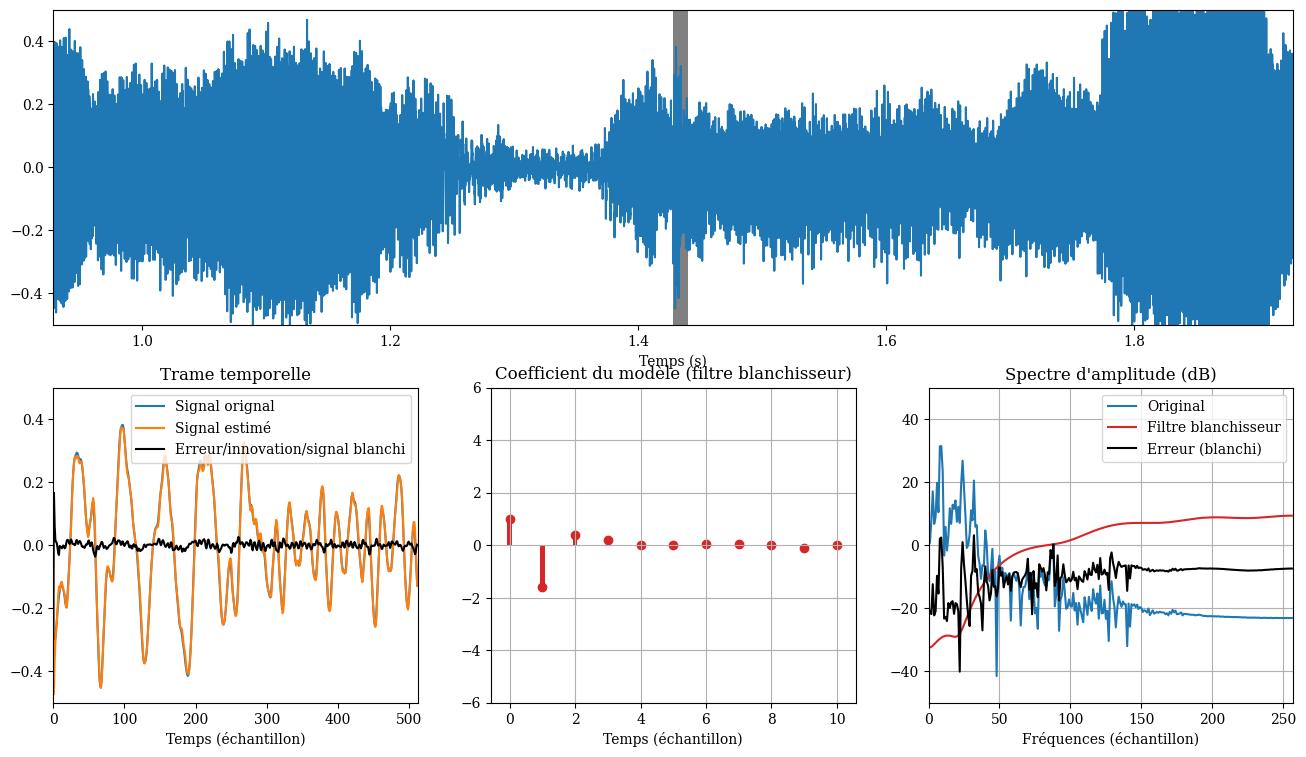 0.4
0.2
0.0
−0.2
−0.4
1.0 1.2 1.4 1.6 1.8
Temps (s)
Trame temporelle
Signal orignal
Signal estimé
Erreur/innovation/signal blanchi
0.4
0.2
0.0
−0.2
−0.4
0 100 200 300 400 500
Temps (échantillon)
Coefficient du modèle (filtre blanchisseur)
6
4
2
0
−2
−4
−6
0 2 4 6 8 10
Temps (échantillon)
Spectre d'amplitude (dB)
Original
Filtre blanchisseur
Erreur (blanchi)
40
20
0
−20
−40
0 50 100 150 200 250
Fréquences (échantillon)